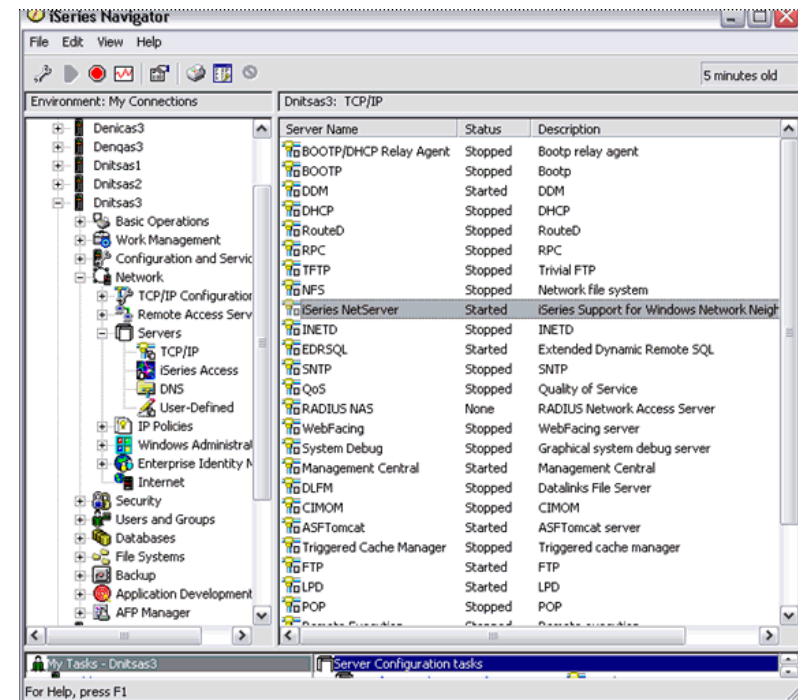 iSeries Navigator
File Edit View Help
5 minutes old
Environment: My Connections
Dnitsas3: TCP/IP
Denicas3
Denqas3
Dnitsas1
Dnitsas2
Dnitsas3
Basic Operations
Work Management
Configuration and Servic
Network
TCP/IP Configuration
Remote Access Serv
Servers
TCP/IP
iSeries Access
DNS
User-Defined
IP Policies
Windows Administrat
Enterprise Identity M
Internet
Security
Users and Groups
Databases
File Systems
Backup
Application Development
AFP Manager
Server Name Status Description
BOOTP/DHCP Relay Agent Stopped Bootp relay agent
BOOTP Stopped Bootp
DDM Started DDM
DHCP Stopped DHCP
RouteD Stopped RouteD
RPC Stopped RPC
TFTP Stopped Trivial FTP
NFS Stopped Network file system
iSeries NetServer Started iSeries Support for Windows Network Neigh
INETD Stopped INETD
EDRSQL Started Extended Dynamic Remote SQL
SNTP Stopped SNTP
QoS Stopped Quality of Service
RADIUS NAS None RADIUS Network Access Server
WebFacing Stopped WebFacing server
System Debug Stopped Graphical system debug server
Management Central Started Management Central
DLFM Stopped Datalinks File Server
CIMOM Stopped CIMOM
ASFTomcat Started ASFTomcat server
Triggered Cache Manager Stopped Triggered cache manager
FTP Started FTP
LPD Started LPD
POP Stopped POP
My Tasks - Dnitsas3
Server Configuration tasks
For Help, press F1